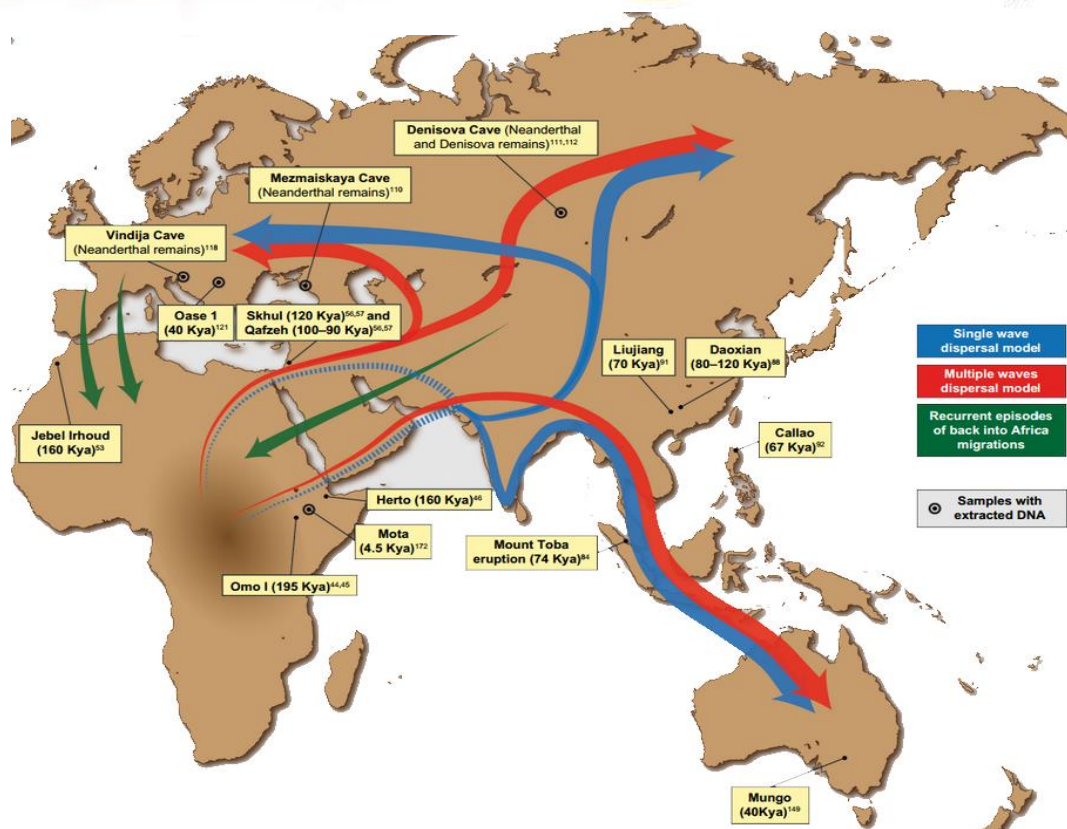 Denisova Cave (Neanderthal
and Denisova remains)111,112
Mezmaiskaya Cave
(Neanderthal remains)110
Vindija Cave
(Neanderthal remains)118
Oase 1
(40 Kya)121
Skhul (120 Kya)56,57 and
Qafzeh (100–90 Kya)56,57
Liujiang
(70 Kya)91
Daoxian
(80–120 Kya)88
Single wave
dispersal model
Multiple waves
dispersal model
Recurrent episodes
of back into Africa
migrations
Jebel Irhoud
(160 Kya)53
Callao
(67 Kya)92
Herto (160 Kya)46
Samples with
extracted DNA
Mota
(4.5 Kya)172
Mount Toba
eruption (74 Kya)84
Omo I (195 Kya)44,45
Mungo
(40Kya)149